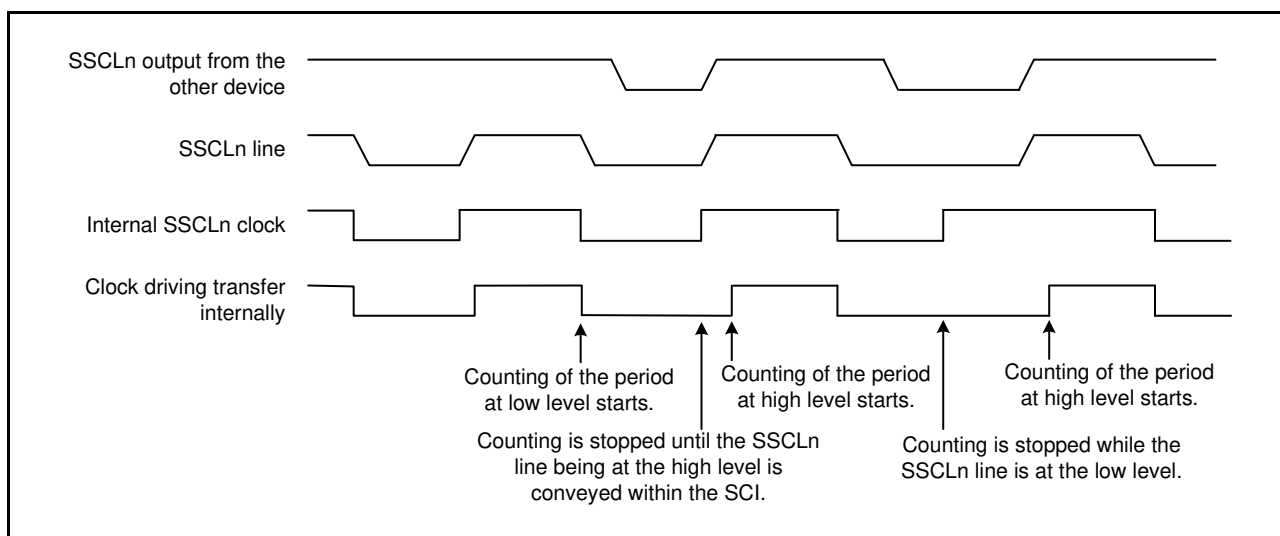 SSCLn output from the
other device
SSCLn line
Internal SSCLn clock
Clock driving transfer
internally
Counting of the period
at low level starts.
Counting of the period
at high level starts.
Counting of the period
at high level starts.
Counting is stopped until the SSCLn
line being at the high level is
conveyed within the SCI.
Counting is stopped while the
SSCLn line is at the low level.